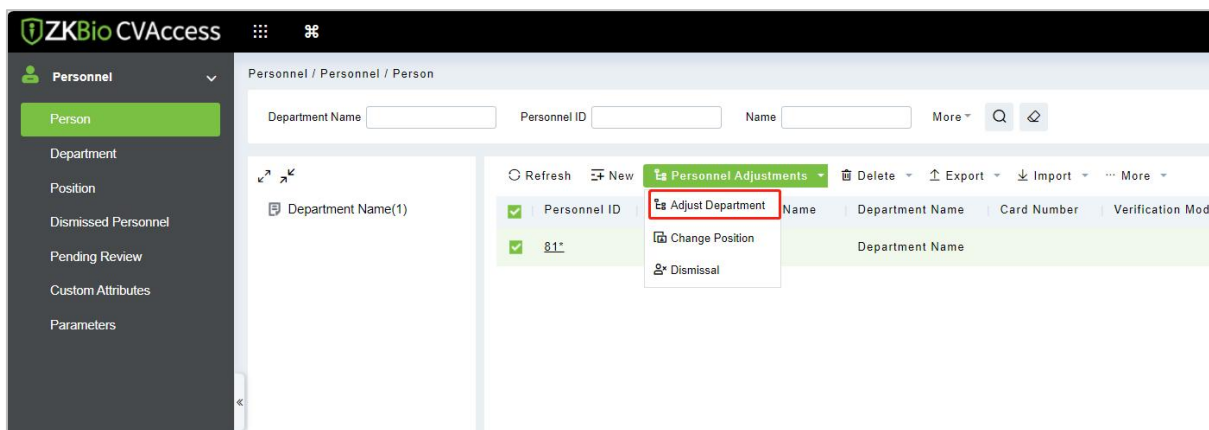 ZKBio CVAccess
Personnel
Person
Department
Position
Dismissed Personnel
Pending Review
Custom Attributes
Parameters
Personnel / Personnel / Person
Department Name Personnel ID Name More
Department Name(1)
Refresh New Personnel Adjustments Delete Export Import ··· More
Personnel ID Name Department Name Card Number Verification Mod
81* Department Name
Adjust Department
Change Position
Dismissal